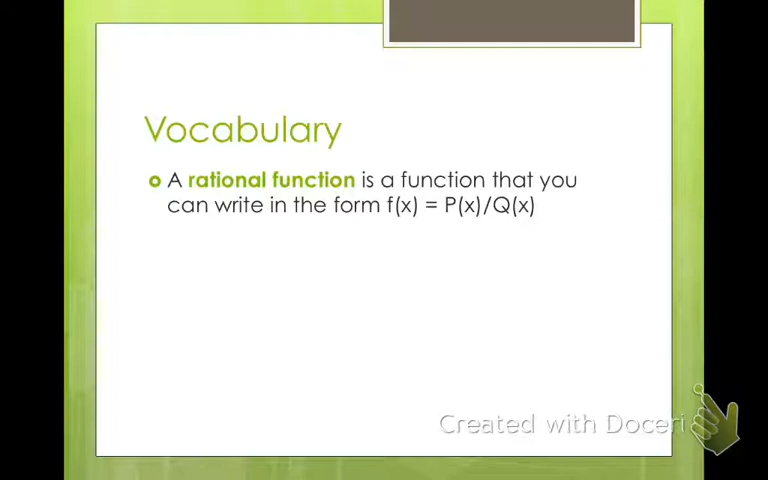 Vocabulary
A rational function is a function that you
can write in the form f(x) = P(x)/Q(x)
Created with Doceri